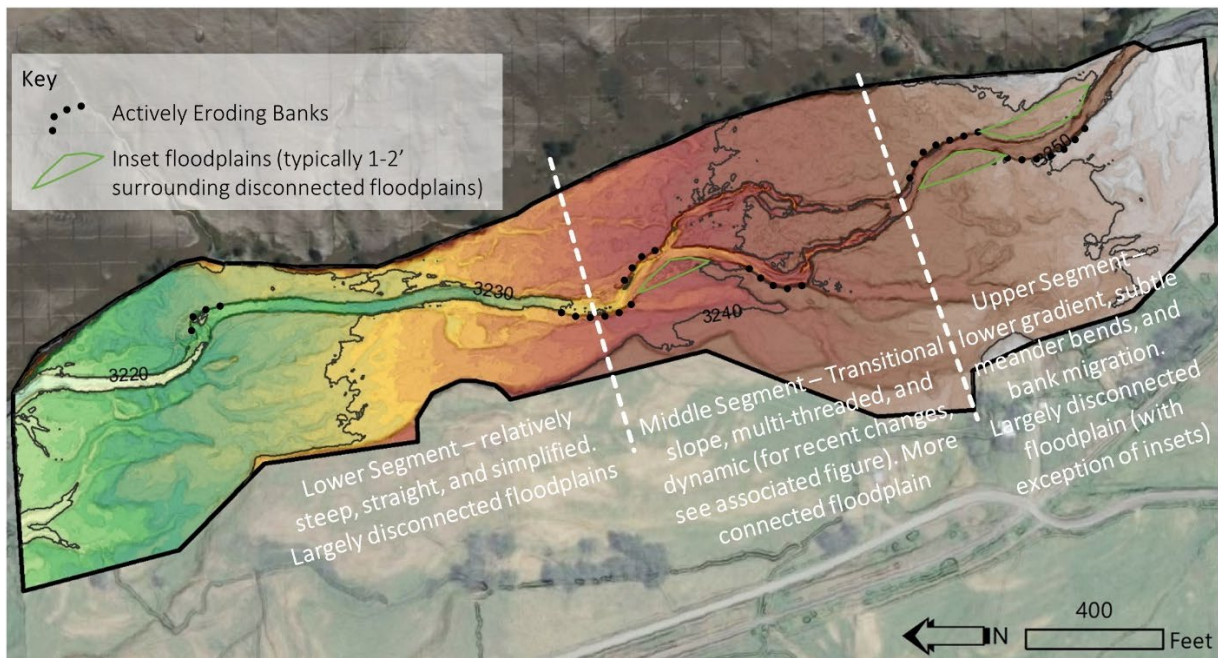 Key
Actively Eroding Banks
Inset floodplains (typically 1-2’
surrounding disconnected floodplains)
3250
3230
3240
3220
Lower Segment – relatively
steep, straight, and simplified.
Largely disconnected floodplains
Middle Segment – Transitional
slope, multi-threaded, and
dynamic (for recent changes,
see associated figure). More
connected floodplain
Upper Segment –
lower gradient, subtle
meander bends, and
bank migration.
Largely disconnected
floodplain (with
exception of insets)
N
400
Feet